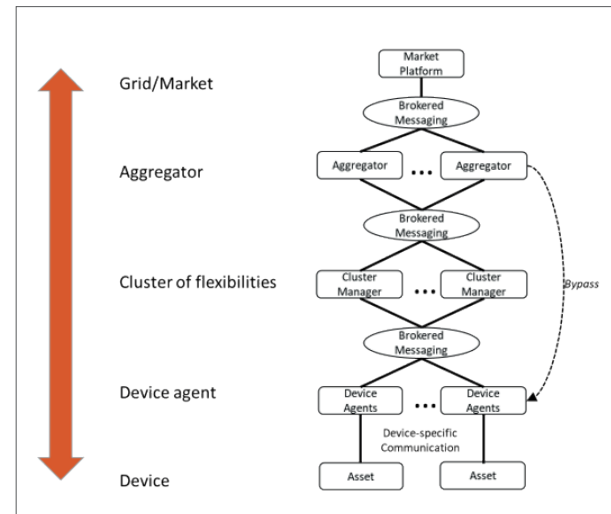 Grid/Market
Market
Platform
Brokered
Messaging
Aggregator
Aggregator
...
Aggregator
Brokered
Messaging
Cluster of flexibilities
Cluster
Manager
...
Cluster
Manager
Bypass
Brokered
Messaging
Device agent
Device
Agents
...
Device
Agents
Device-specific
Communication
Device
Asset
Asset